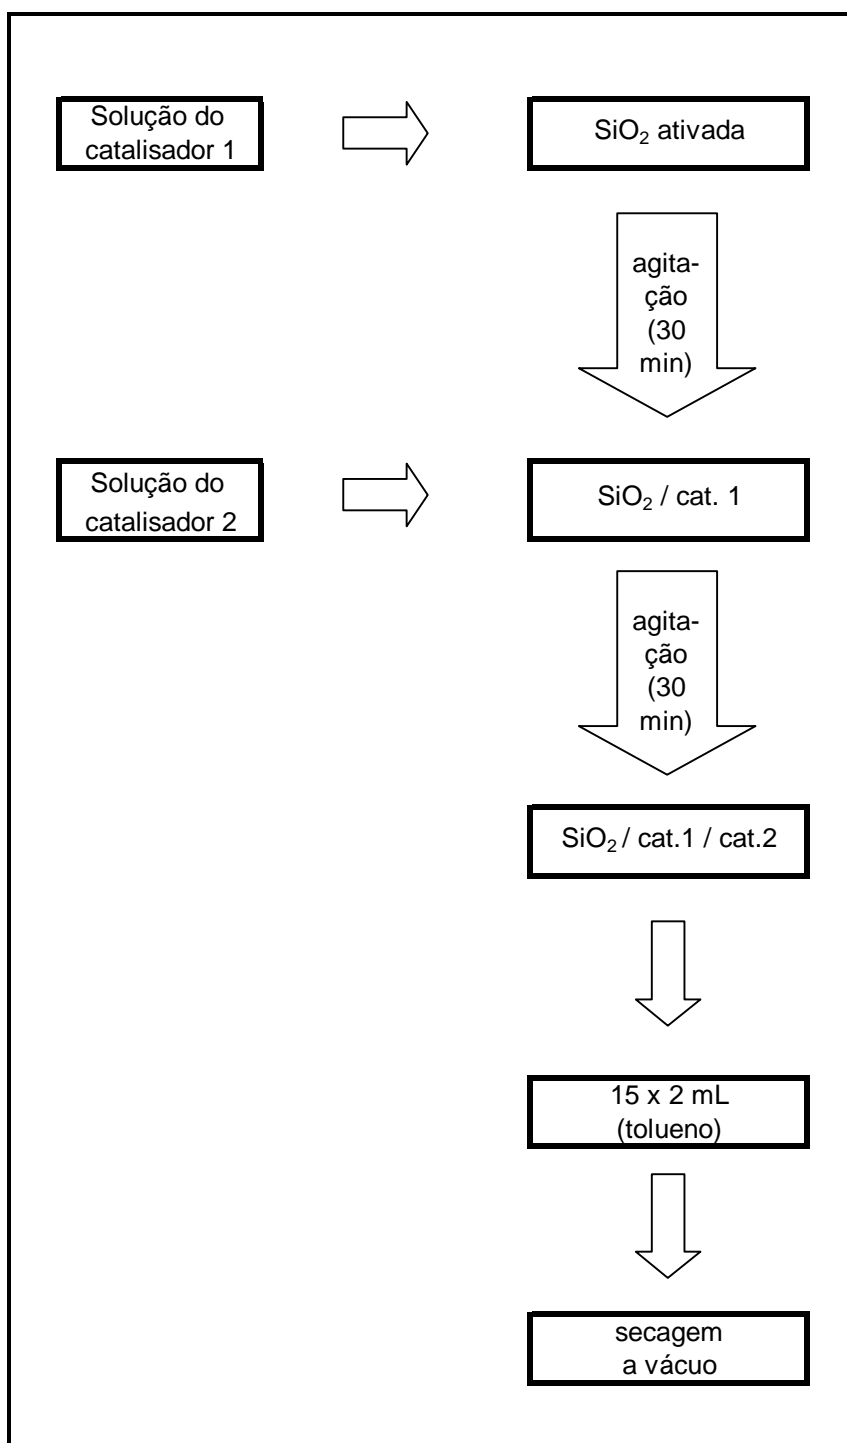 Solução do
catalisador 1
SiO₂ ativada
agita-
ção
(30
min)
Solução do
catalisador 2
SiO₂ / cat. 1
agita-
ção
(30
min)
SiO₂ / cat.1 / cat.2
15 x 2 mL
(tolueno)
secagem
a vácuo